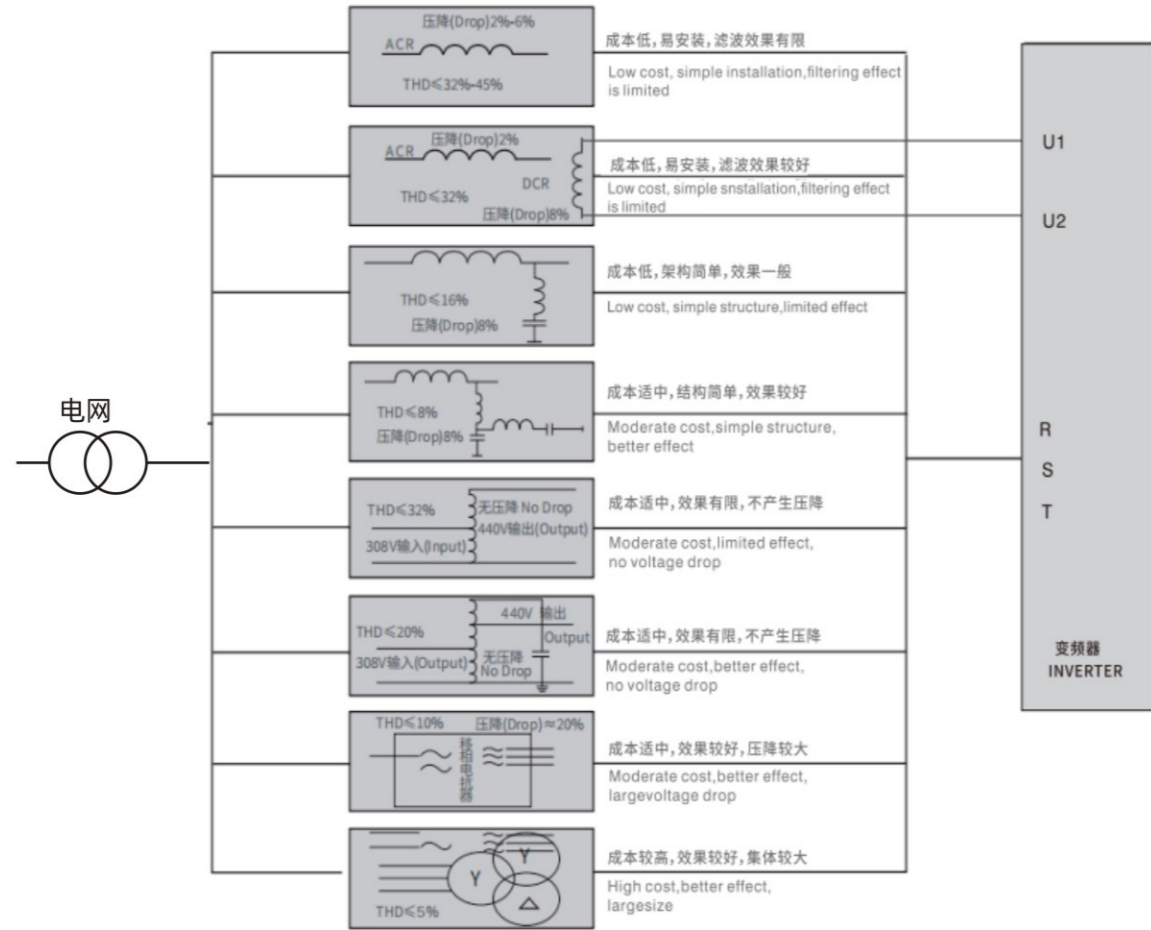 压降(Drop)2%-6%
ACR
THD≤32%-45%
成本低,易安装,滤波效果有限
Low cost, simple installation,filtering effect
is limited
压降(Drop)2%
ACR
DCR
THD≤32%
压降(Drop)8%
成本低,易安装,滤波效果较好
Low cost, simple snstallation,filtering effect
is limited
U1
U2
THD≤16%
压降(Drop)8%
成本低,架构简单,效果一般
Low cost, simple structure,limited effect
电网
THD≤8%
压降(Drop)8%
成本适中,结构简单,效果较好
Moderate cost,simple structure,
better effect
R
S
T
THD≤32%
无压降 No Drop
440V输出(Output)
308V输入(Input)
成本适中,效果有限,不产生压降
Moderate cost,limited effect,
no voltage drop
440V 输出
Output
THD≤20%
308V输入(Output)
无压降
No Drop
成本适中,效果有限,不产生压降
Moderate cost,better effect,
no voltage drop
变频器
INVERTER
THD≤10%
压降(Drop)≈20%
移相电抗器
成本适中,效果较好,压降较大
Moderate cost,better effect,
largevoltage drop
Y
Y
△
THD≤5%
成本较高,效果较好,集体较大
High cost,better effect,
largesize